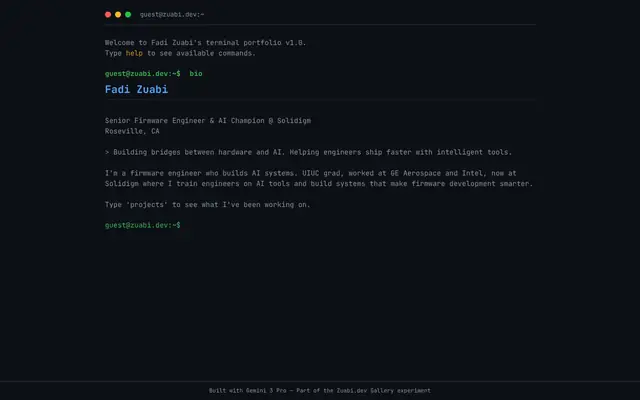 guest@zuabi.dev:~
Welcome to Fadi Zuabi's terminal portfolio v1.0.
Type help to see available commands.
guest@zuabi.dev:~$ bio
Fadi Zuabi
Senior Firmware Engineer & AI Champion @ Solidigm
Roseville, CA
> Building bridges between hardware and AI. Helping engineers ship faster with intelligent tools.
I'm a firmware engineer who builds AI systems. UIUC grad, worked at GE Aerospace and Intel, now at
Solidigm where I train engineers on AI tools and build systems that make firmware development smarter.
Type 'projects' to see what I've been working on.
guest@zuabi.dev:~$
Built with Gemini 3 Pro — Part of the Zuabi.dev Gallery experiment